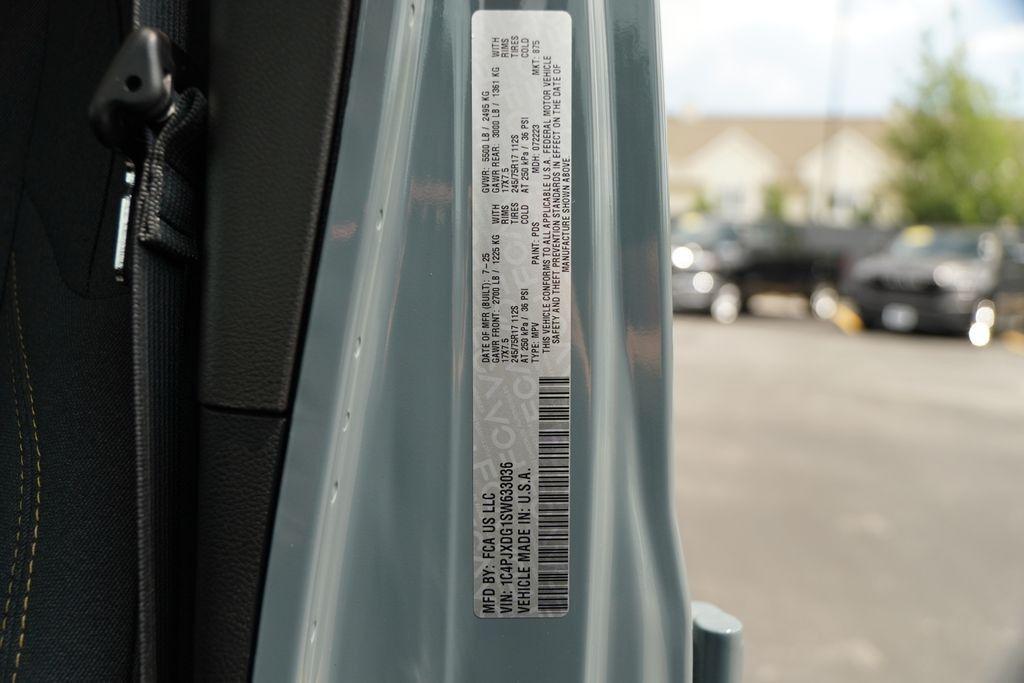 MFD BY: FCA US LLC
VIN: 1C4PJXDG1SW633036
VEHICLE MADE IN: U.S.A.
DATE OF MFR (BUILT): 7-25 GVWR: 5500 LB / 2495 KG
GAWR FRONT: 2700 LB / 1225 KG WITH GAWR REAR: 3000 LB / 1361 KG WITH
17X7.5 RIMS 17X7.5 RIMS
245/75R17 112S TIRES 245/75R17 112S TIRES
AT 250 kPa / 36 PSI COLD AT 250 kPa / 36 PSI COLD
TYPE: MPV PAINT: PDS MDH: 072223 MKT: 875
THIS VEHICLE CONFORMS TO ALL APPLICABLE U.S.A. FEDERAL MOTOR VEHICLE
SAFETY AND THEFT PREVENTION STANDARDS IN EFFECT ON THE DATE OF
MANUFACTURE SHOWN ABOVE.